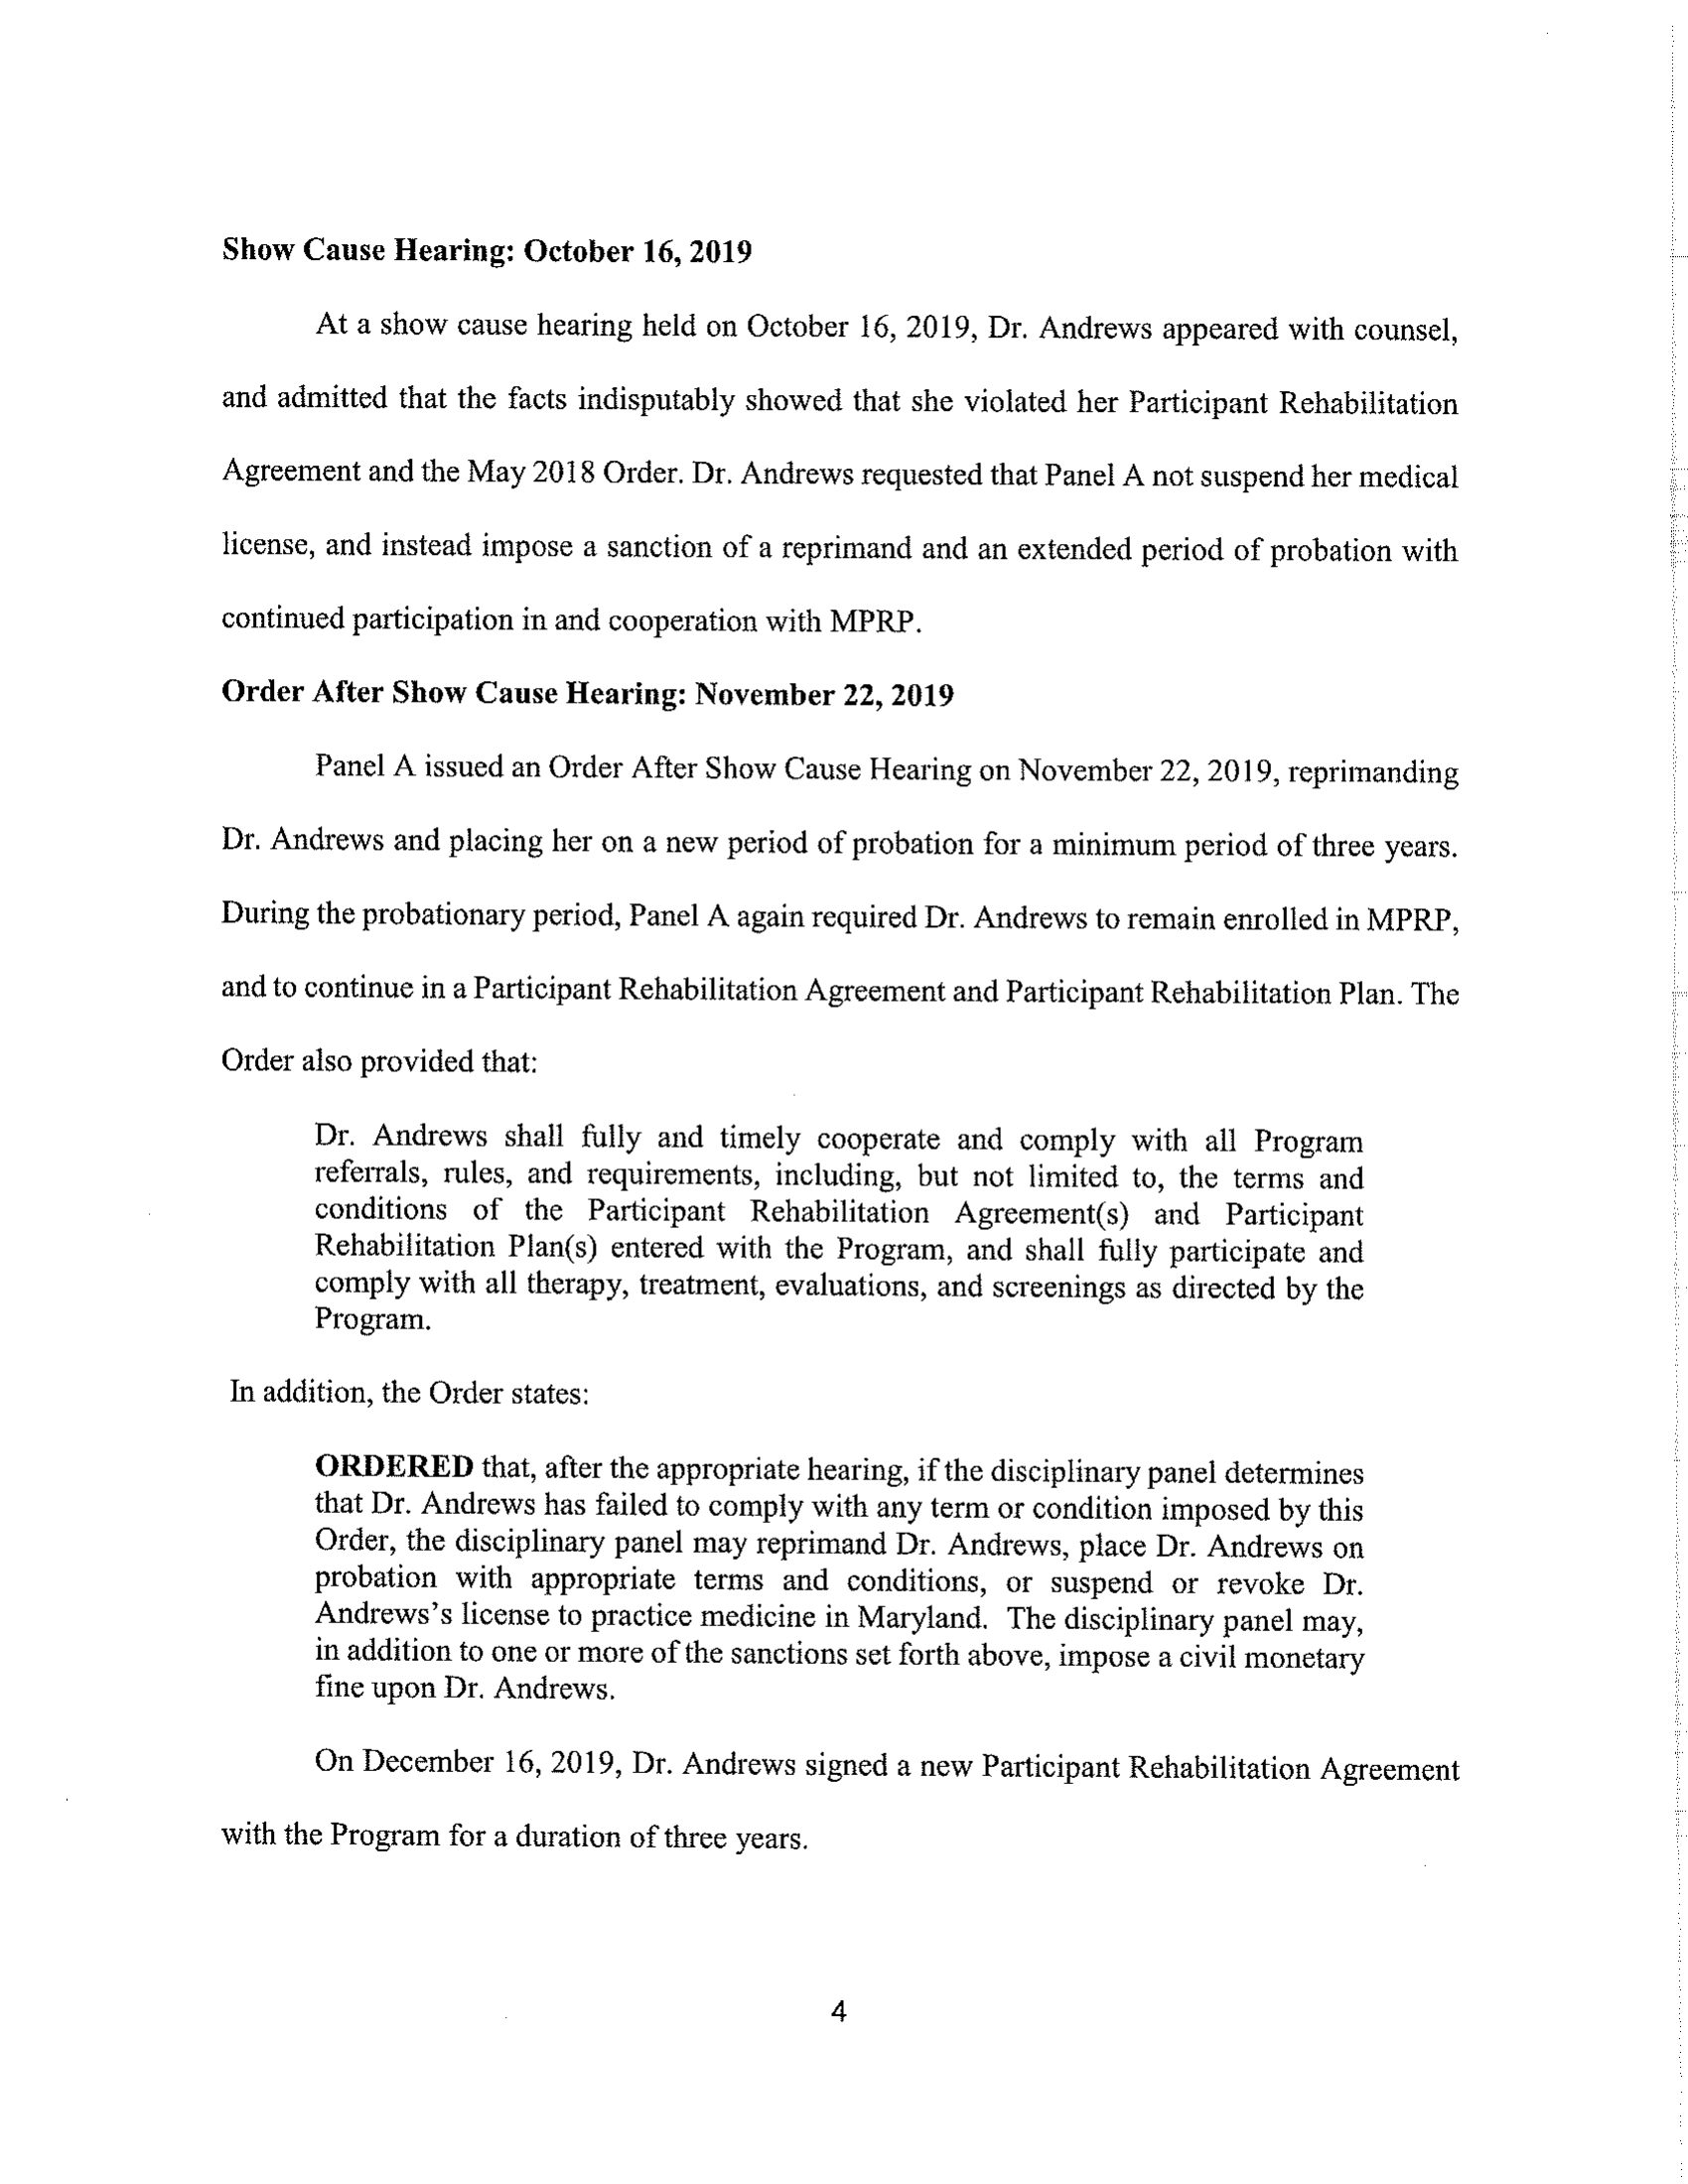 Show Cause Hearing: October 16, 2019
At a show cause hearing held on October 16, 2019, Dr. Andrews appeared with counsel,
and admitted that the facts indisputably showed that she violated her Participant Rehabilitation
Agreement and the May 2018 Order. Dr. Andrews requested that Panel A not suspend her medical
license, and instead impose a sanction of a reprimand and an extended period of probation with
continued participation in and cooperation with MPRP.
Order After Show Cause Hearing: November 22, 2019
Panel A issued an Order After Show Cause Hearing on November 22, 2019, reprimanding
Dr. Andrews and placing her on a new period of probation for a minimum period of three years.
During the probationary period, Panel A again required Dr. Andrews to remain enrolled in MPRP,
and to continue in a Participant Rehabilitation Agreement and Participant Rehabilitation Plan. The
Order also provided that:
Dr. Andrews shall fully and timely cooperate and comply with all Program
referrals, rules, and requirements, including, but not limited to, the terms and
conditions of the Participant Rehabilitation Agreement(s) and Participant
Rehabilitation Plan(s) entered with the Program, and shall fully participate and
comply with all therapy, treatment, evaluations, and screenings as directed by the
Program.
In addition, the Order states:
ORDERED that, after the appropriate hearing, if the disciplinary panel determines
that Dr. Andrews has failed to comply with any term or condition imposed by this
Order, the disciplinary panel may reprimand Dr. Andrews, place Dr. Andrews on
probation with appropriate terms and conditions, or suspend or revoke Dr.
Andrews's license to practice medicine in Maryland. The disciplinary panel may,
in addition to one or more of the sanctions set forth above, impose a civil monetary
fine upon Dr. Andrews.
On December 16, 2019, Dr. Andrews signed a new Participant Rehabilitation Agreement
with the Program for a duration of three years.
4